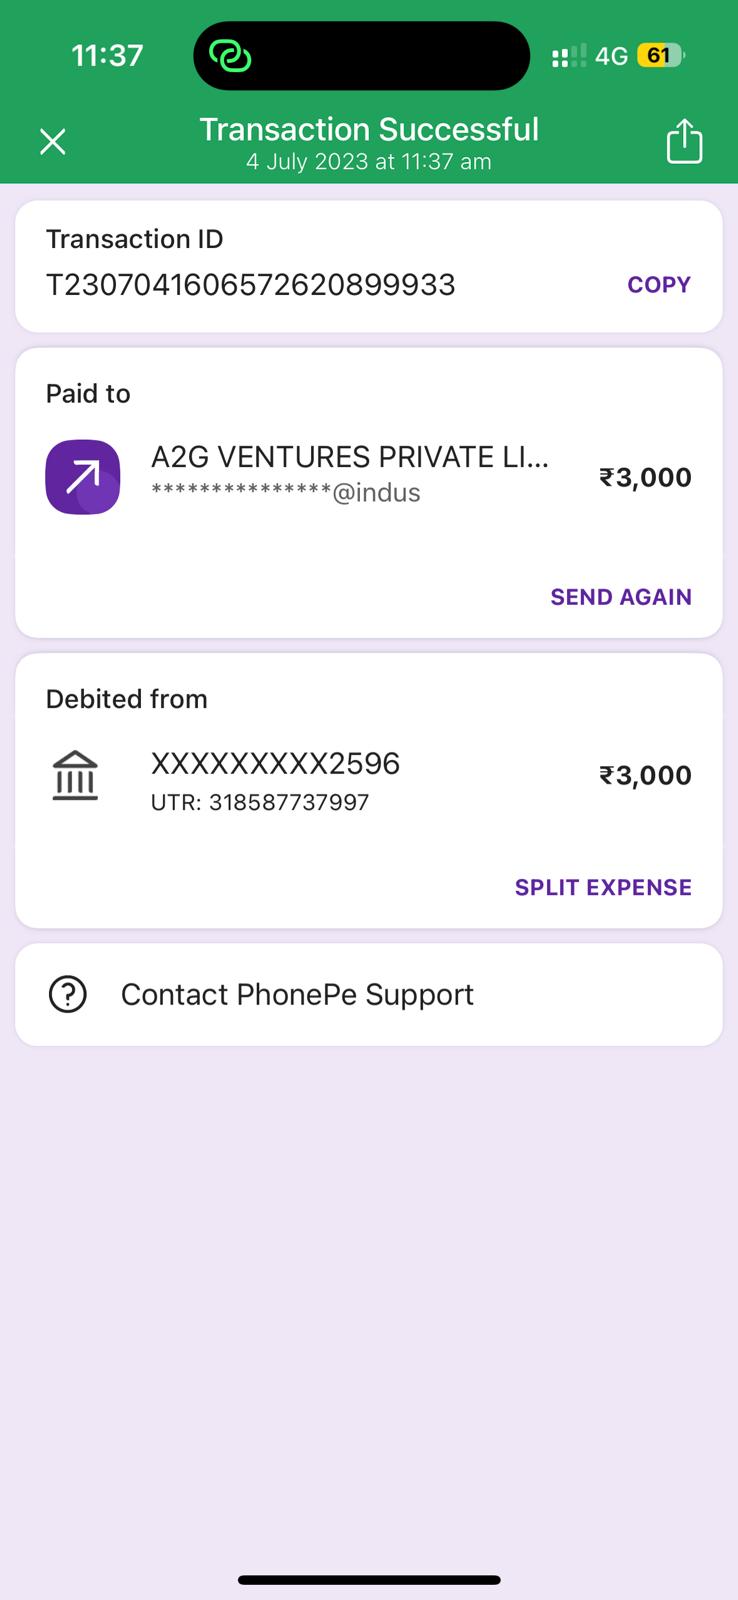 11:37
4G 61
Transaction Successful
4 July 2023 at 11:37 am
Transaction ID
T2307041606572620899933
COPY
Paid to
A2G VENTURES PRIVATE LI...
₹3,000
***************@indus
SEND AGAIN
Debited from
XXXXXXXXX2596
₹3,000
UTR: 318587737997
SPLIT EXPENSE
Contact PhonePe Support